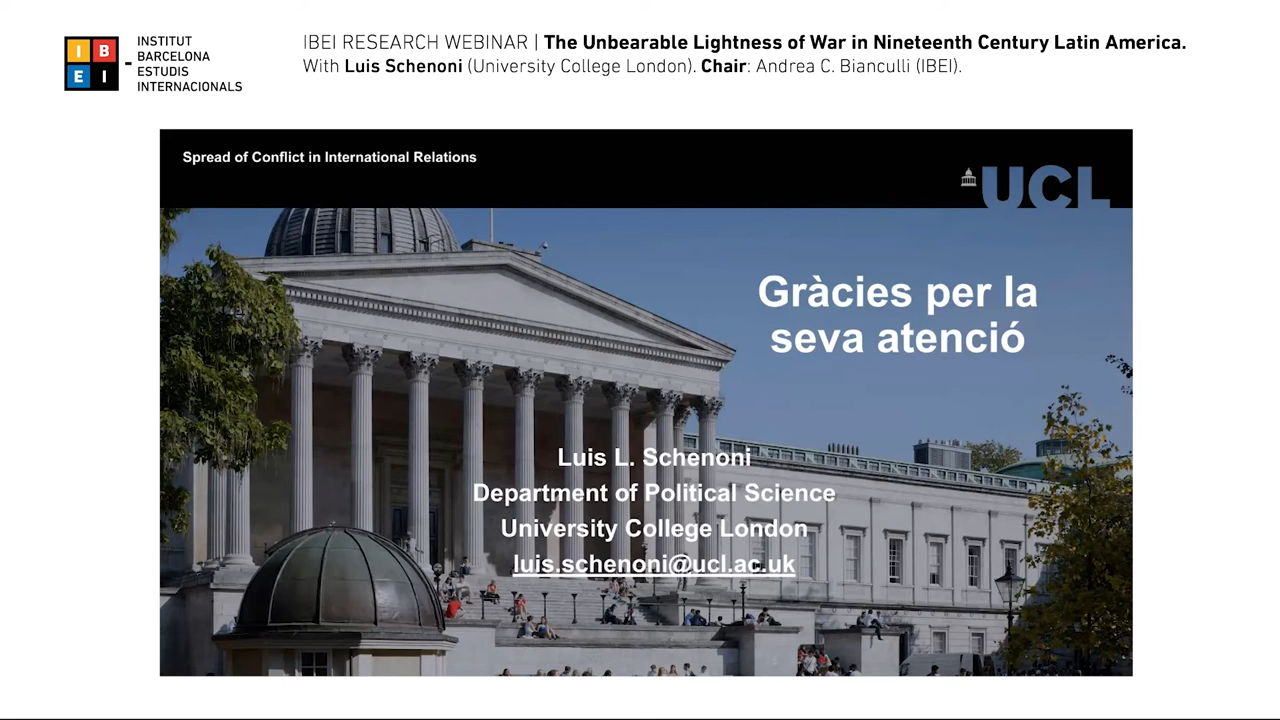 IBEI RESEARCH WEBINAR | The Unbearable Lightness of War in Nineteenth Century Latin America.
With Luis Schenoni (University College London). Chair: Andrea C. Bianculli (IBEI).
I B
E I
INSTITUT
BARCELONA
ESTUDIS
INTERNACIONALS
Spread of Conflict in International Relations
UCL
Gràcies per la
seva atenció
Luis L. Schenoni
Department of Political Science
University College London
luis.schenoni@ucl.ac.uk